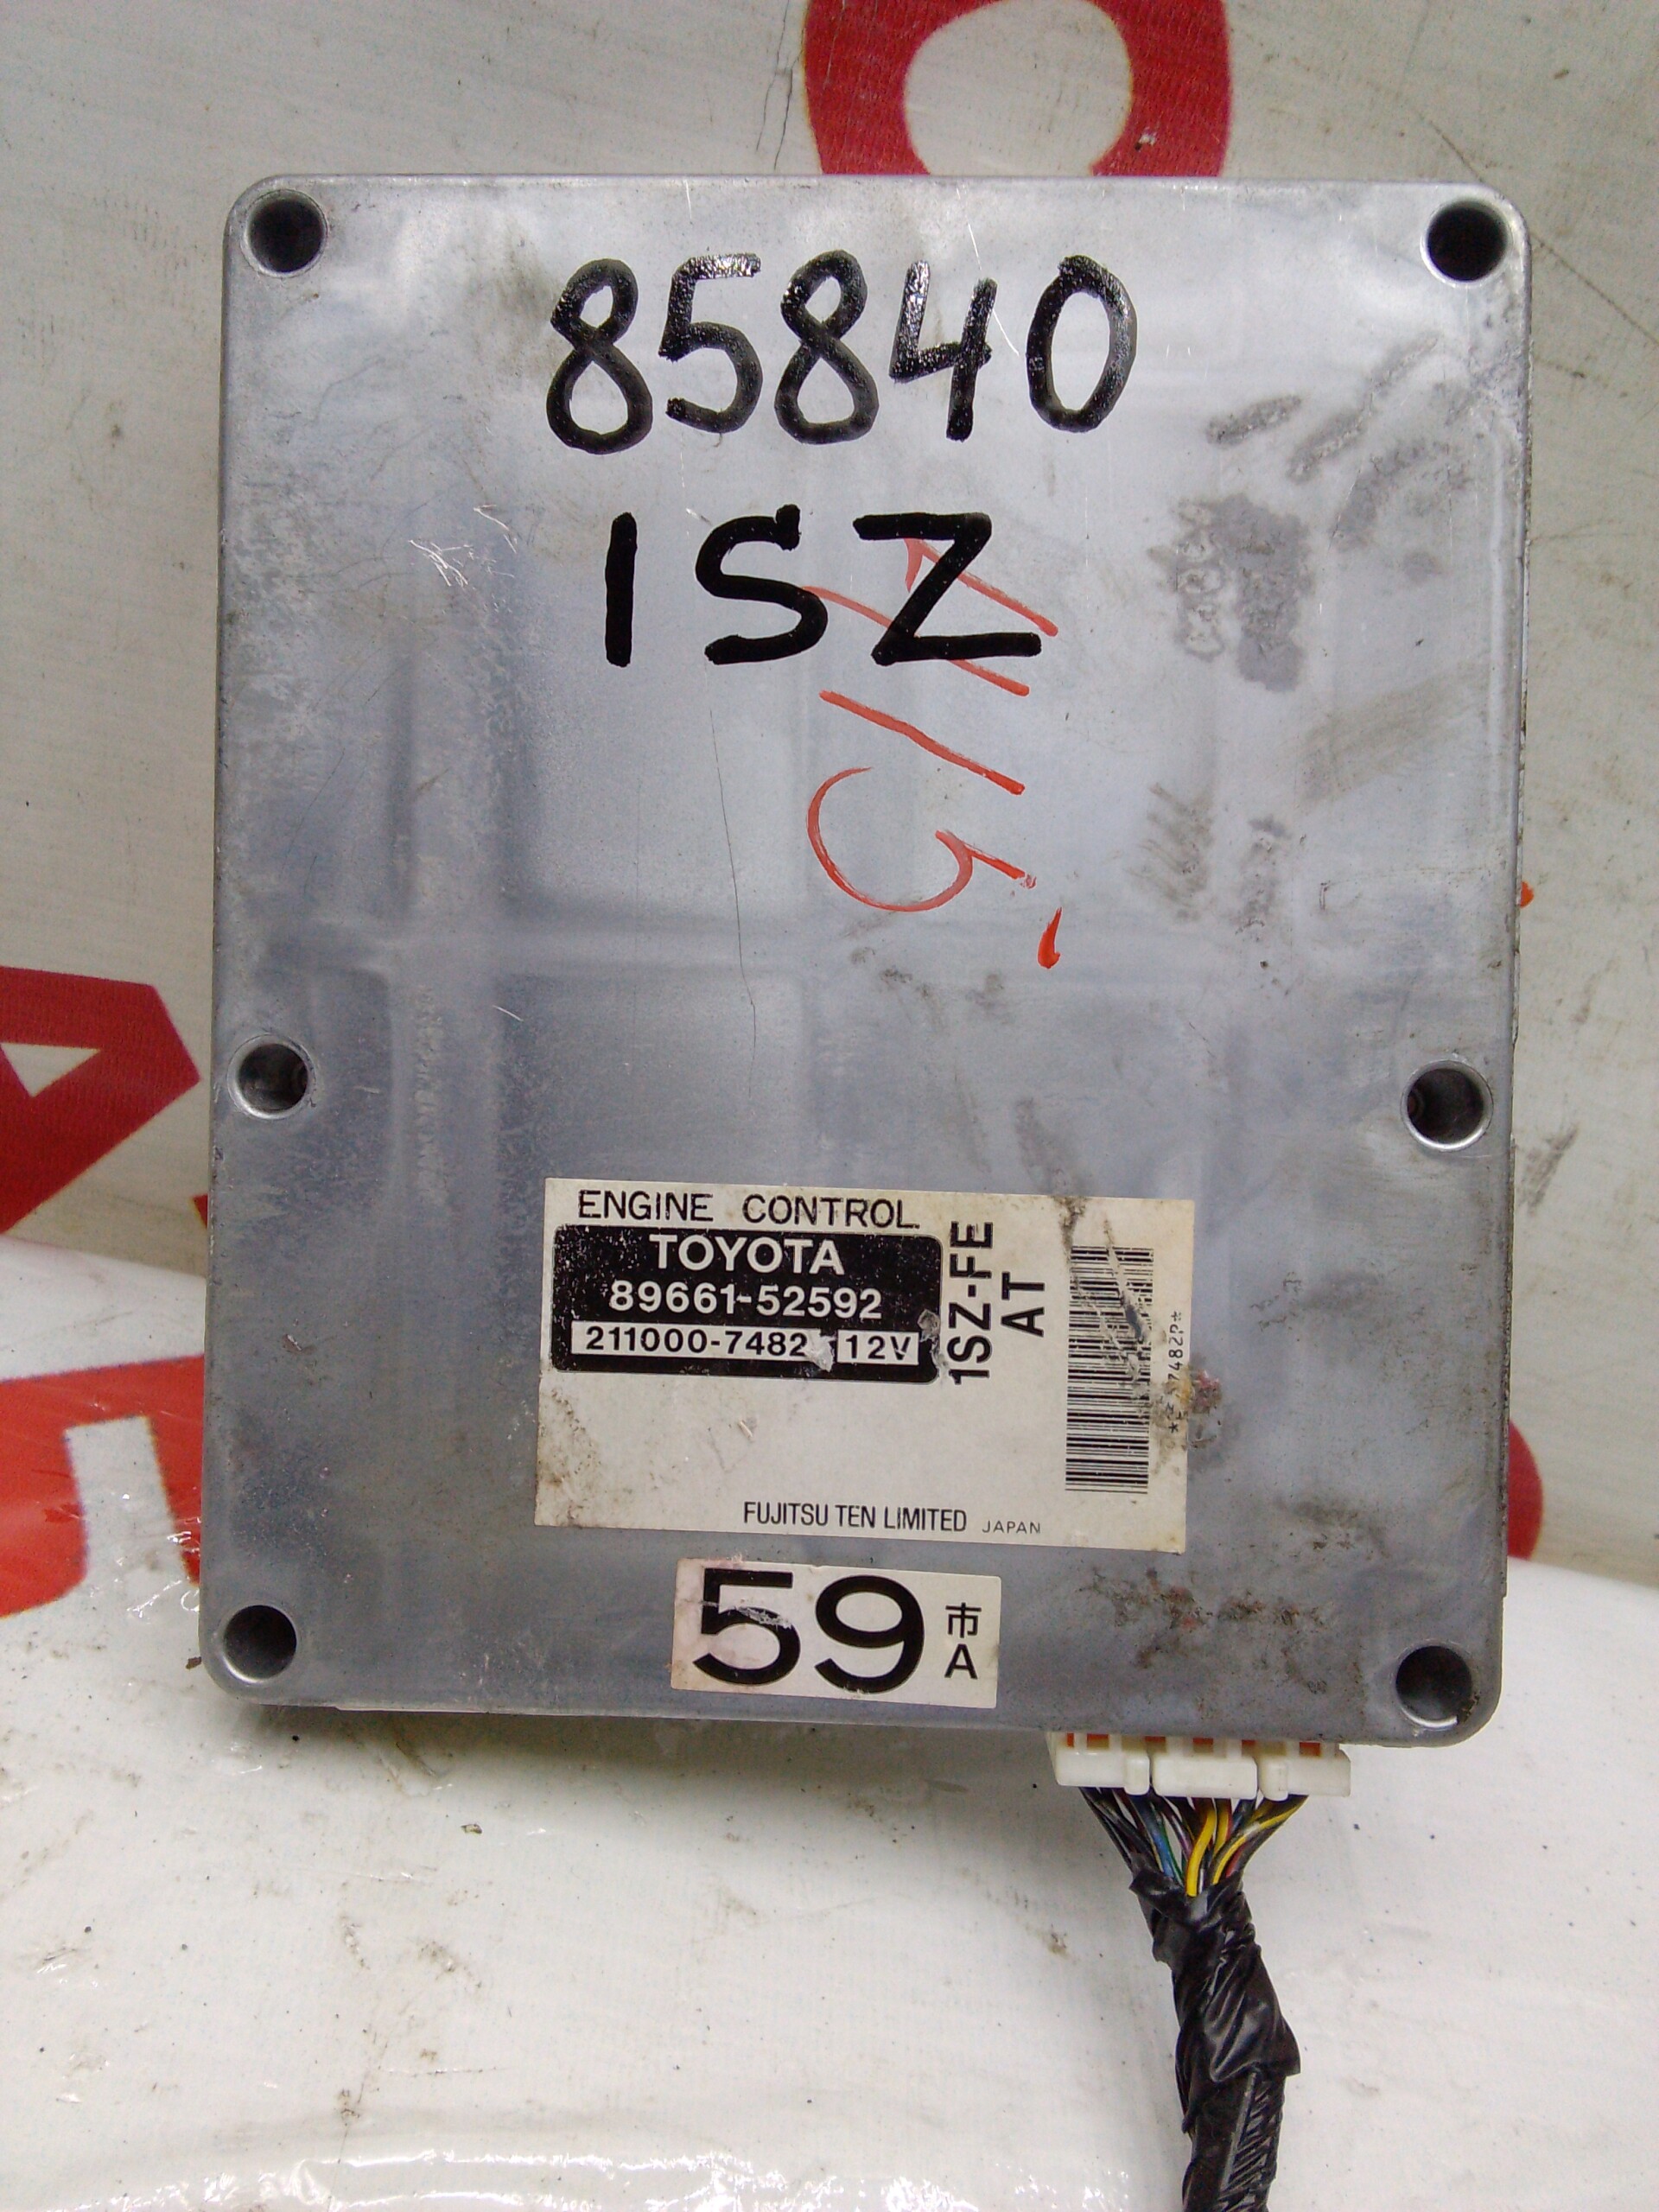 85840
1SZ
ENGINE CONTROL
TOYOTA
89661-52592
211000-7482 12V
1SZ-FE
AT
FUJITSU TEN LIMITED JAPAN
59 市
A